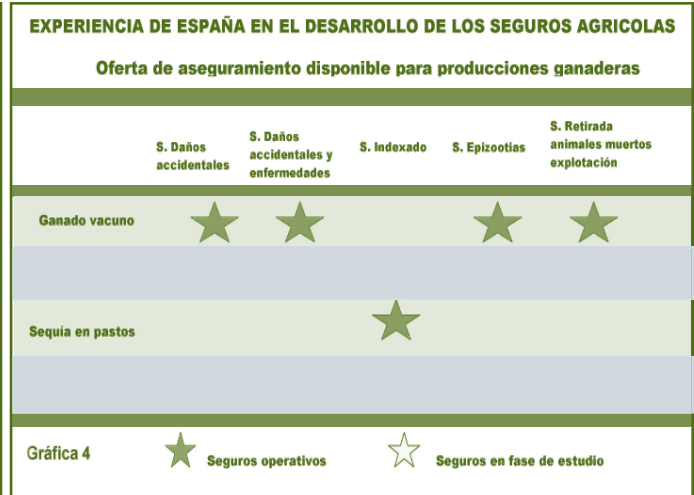 EXPERIENCIA DE ESPAÑA EN EL DESARROLLO DE LOS SEGUROS AGRICOLAS
Oferta de aseguramiento disponible para producciones ganaderas
S. Daños
accidentales
S. Daños
accidentales y
enfermedades
S. Indexado
S. Epizootias
S. Retirada
animales muertos
explotación
Ganado vacuno
Sequía en pastos
Gráfica 4
Seguros operativos
Seguros en fase de estudio